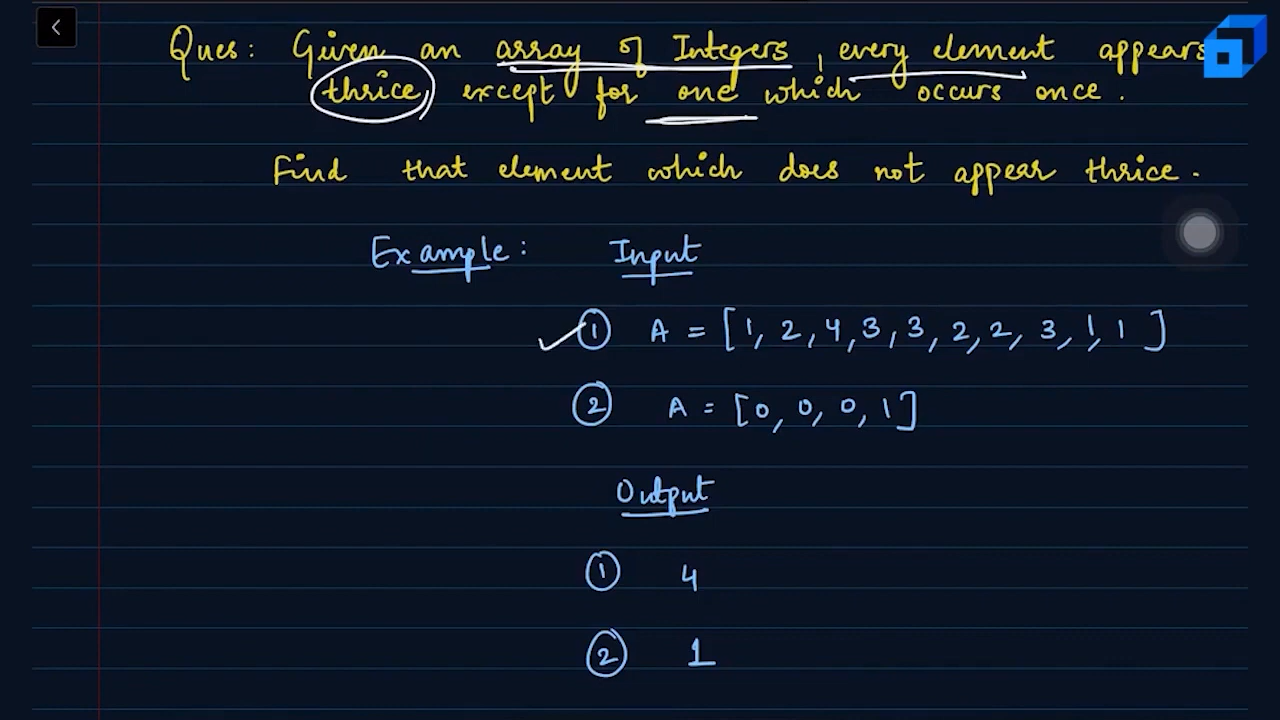 Ques: Given an array of Integers, every element appears
thrice, except for one which occurs once.
Find that element which does not appear thrice.
Example: Input
① A = [1, 2, 4, 3, 3, 2, 2, 3, 1, 1]
② A = [0, 0, 0, 1]
Output
① 4
② 1